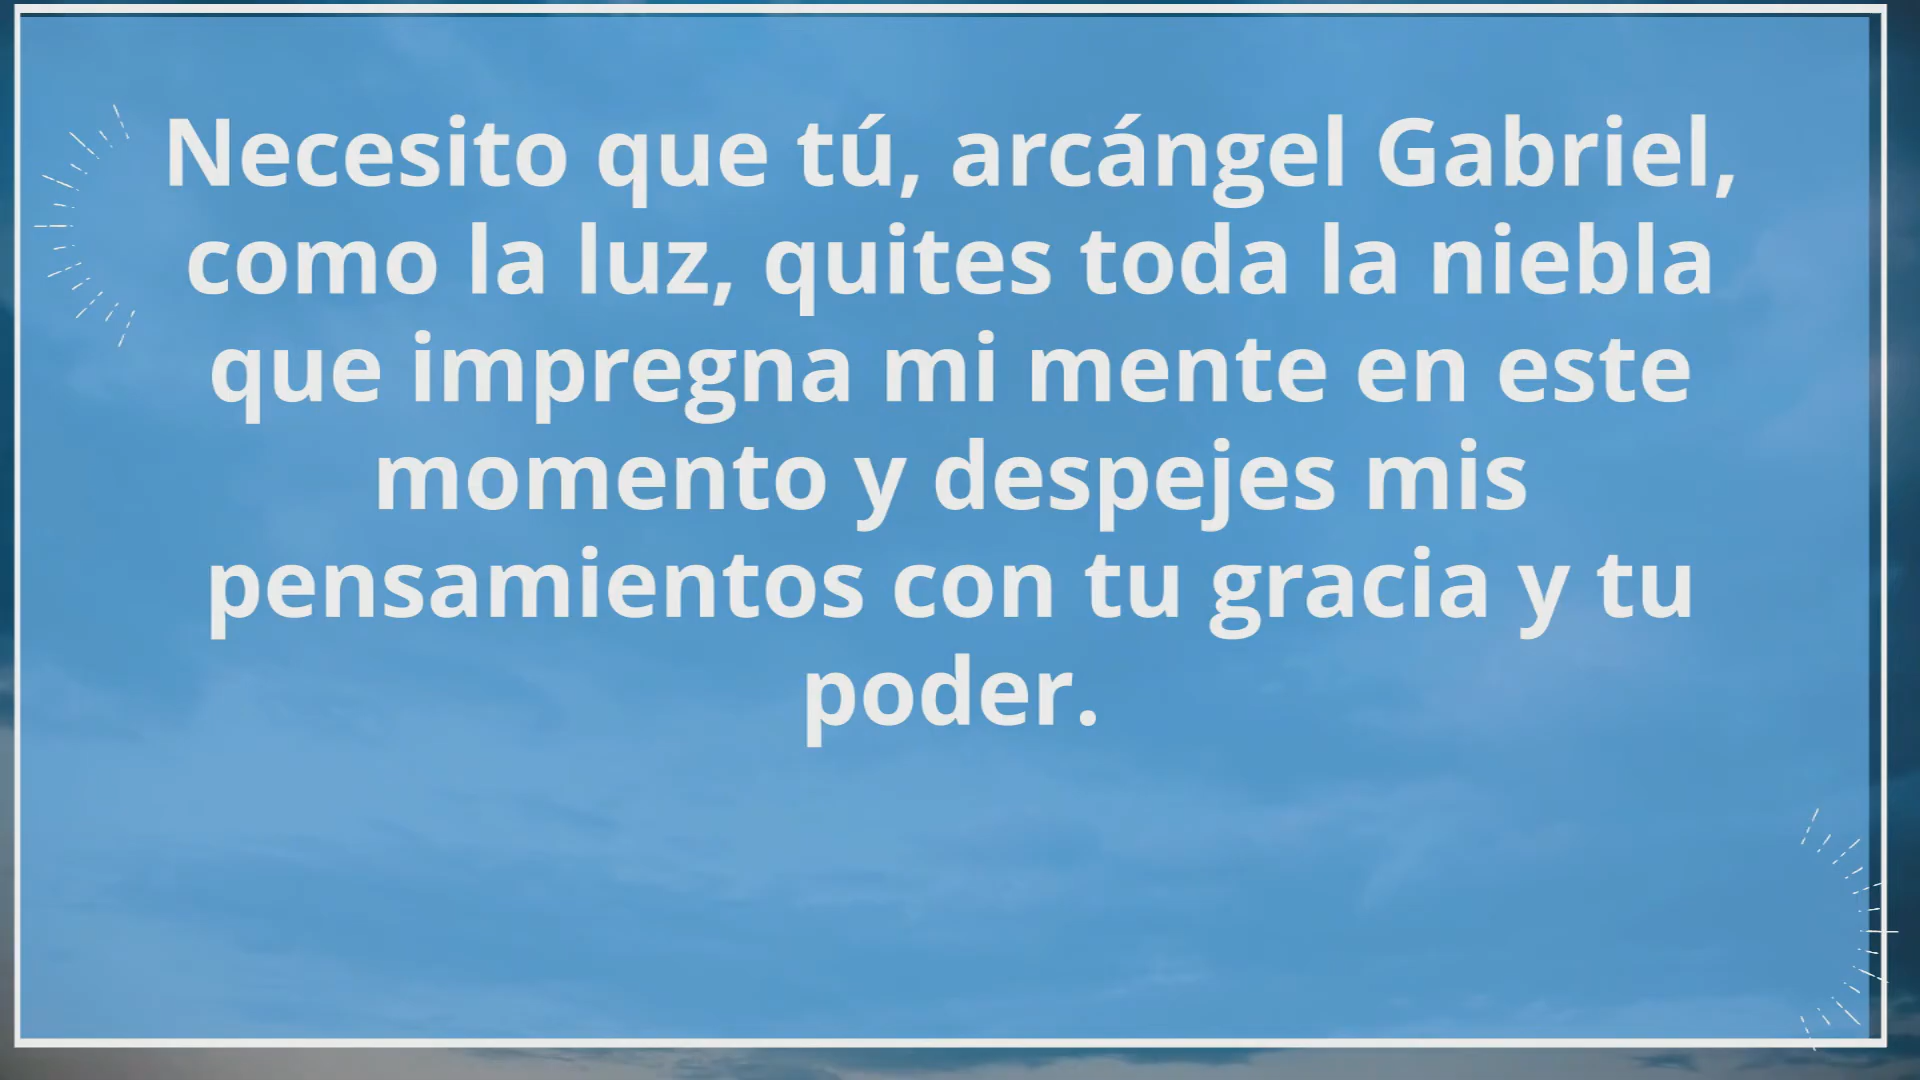 Necesito que tú, arcángel Gabriel,
como la luz, quites toda la niebla
que impregna mi mente en este
momento y despejes mis
pensamientos con tu gracia y tu
poder.